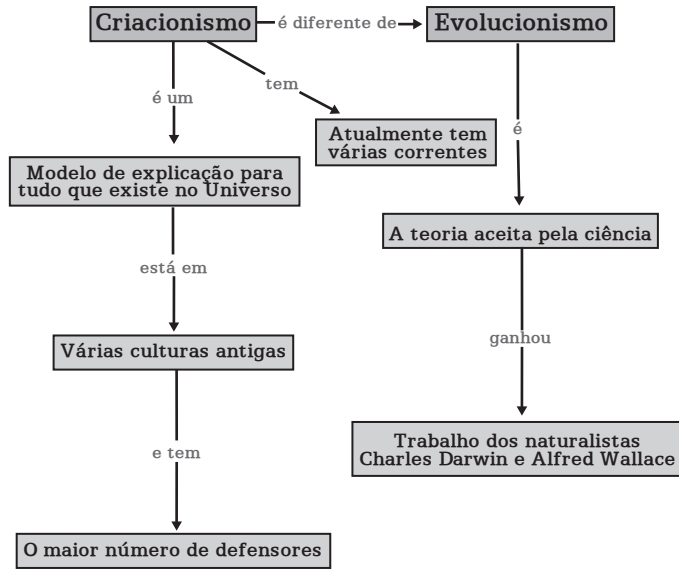 Criacionismo é diferente de Evolucionismo
é um
tem
Atualmente tem
várias correntes
é
Modelo de explicação para
tudo que existe no Universo
A teoria aceita pela ciência
está em
ganhou
Várias culturas antigas
Trabalho dos naturalistas
Charles Darwin e Alfred Wallace
e tem
O maior número de defensores